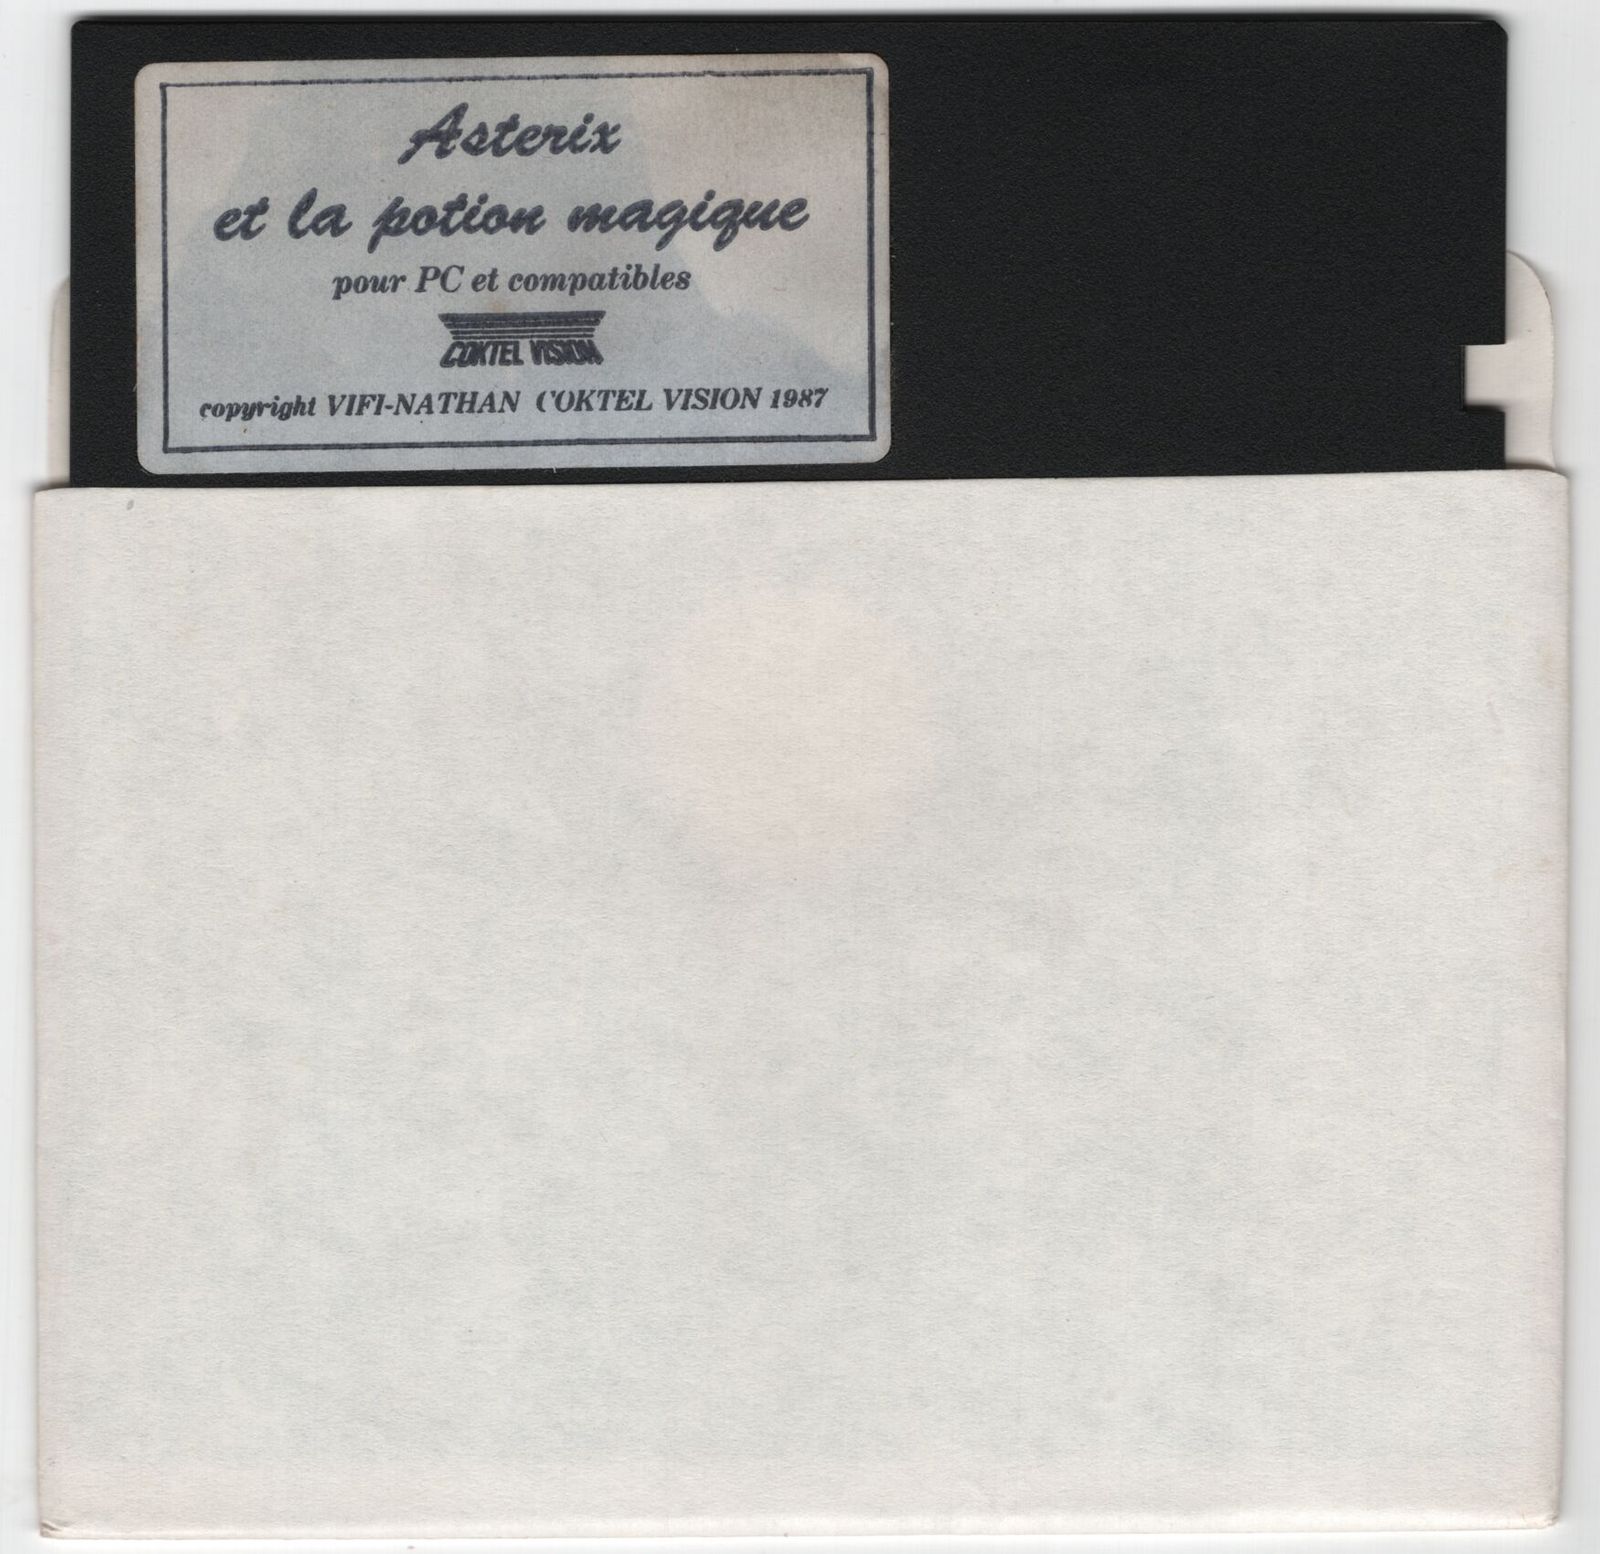 Asterix
et la potion magique
pour PC et compatibles
COKTEL VISION
copyright VIFI-NATHAN COKTEL VISION 1987